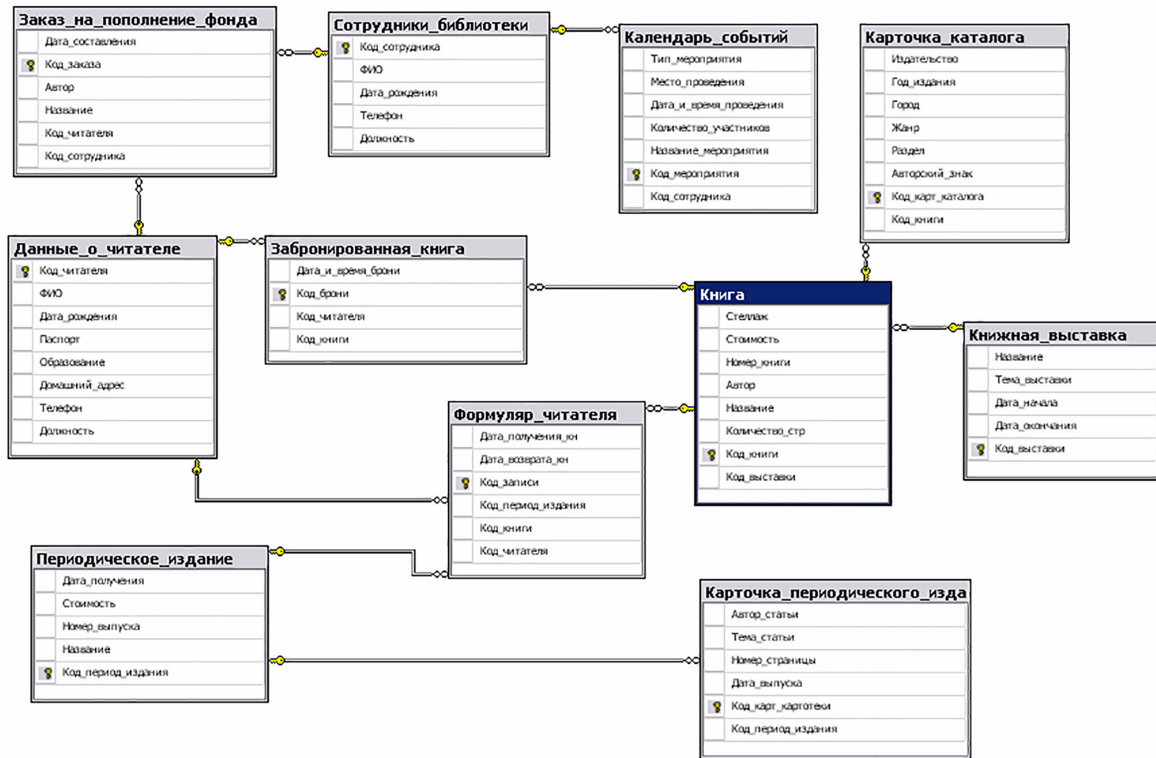 Заказ_на_пополнение_фонда
Дата_составления
Код_заказа
Автор
Название
Код_читателя
Код_сотрудника
Сотрудники_библиотеки
Код_сотрудника
ФИО
Дата_рождения
Телефон
Должность
Календарь_событий
Тип_мероприятия
Место_проведения
Дата_и_время_проведения
Количество_участников
Название_мероприятия
Код_мероприятия
Код_сотрудника
Карточка_каталога
Издательство
Год_издания
Город
Жанр
Раздел
Авторский_знак
Код_карт_каталога
Код_книги
Данные_о_читателе
Код_читателя
ФИО
Дата_рождения
Паспорт
Образование
Домашний_адрес
Телефон
Должность
Забронированная_книга
Дата_и_время_брони
Код_брони
Код_читателя
Код_книги
Книга
Стеллаж
Стоимость
Номер_книги
Автор
Название
Количество_стр
Код_книги
Код_выставки
Книжная_выставка
Название
Тема_выставки
Дата_начала
Дата_окончания
Код_выставки
Формуляр_читателя
Дата_получения_кн
Дата_возврата_кн
Код_записи
Код_период_издания
Код_книги
Код_читателя
Периодическое_издание
Дата_получения
Стоимость
Номер_выпуска
Название
Код_период_издания
Карточка_периодического_изда
Автор_статьи
Тема_статьи
Номер_страницы
Дата_выпуска
Код_карт_картотеки
Код_период_издания